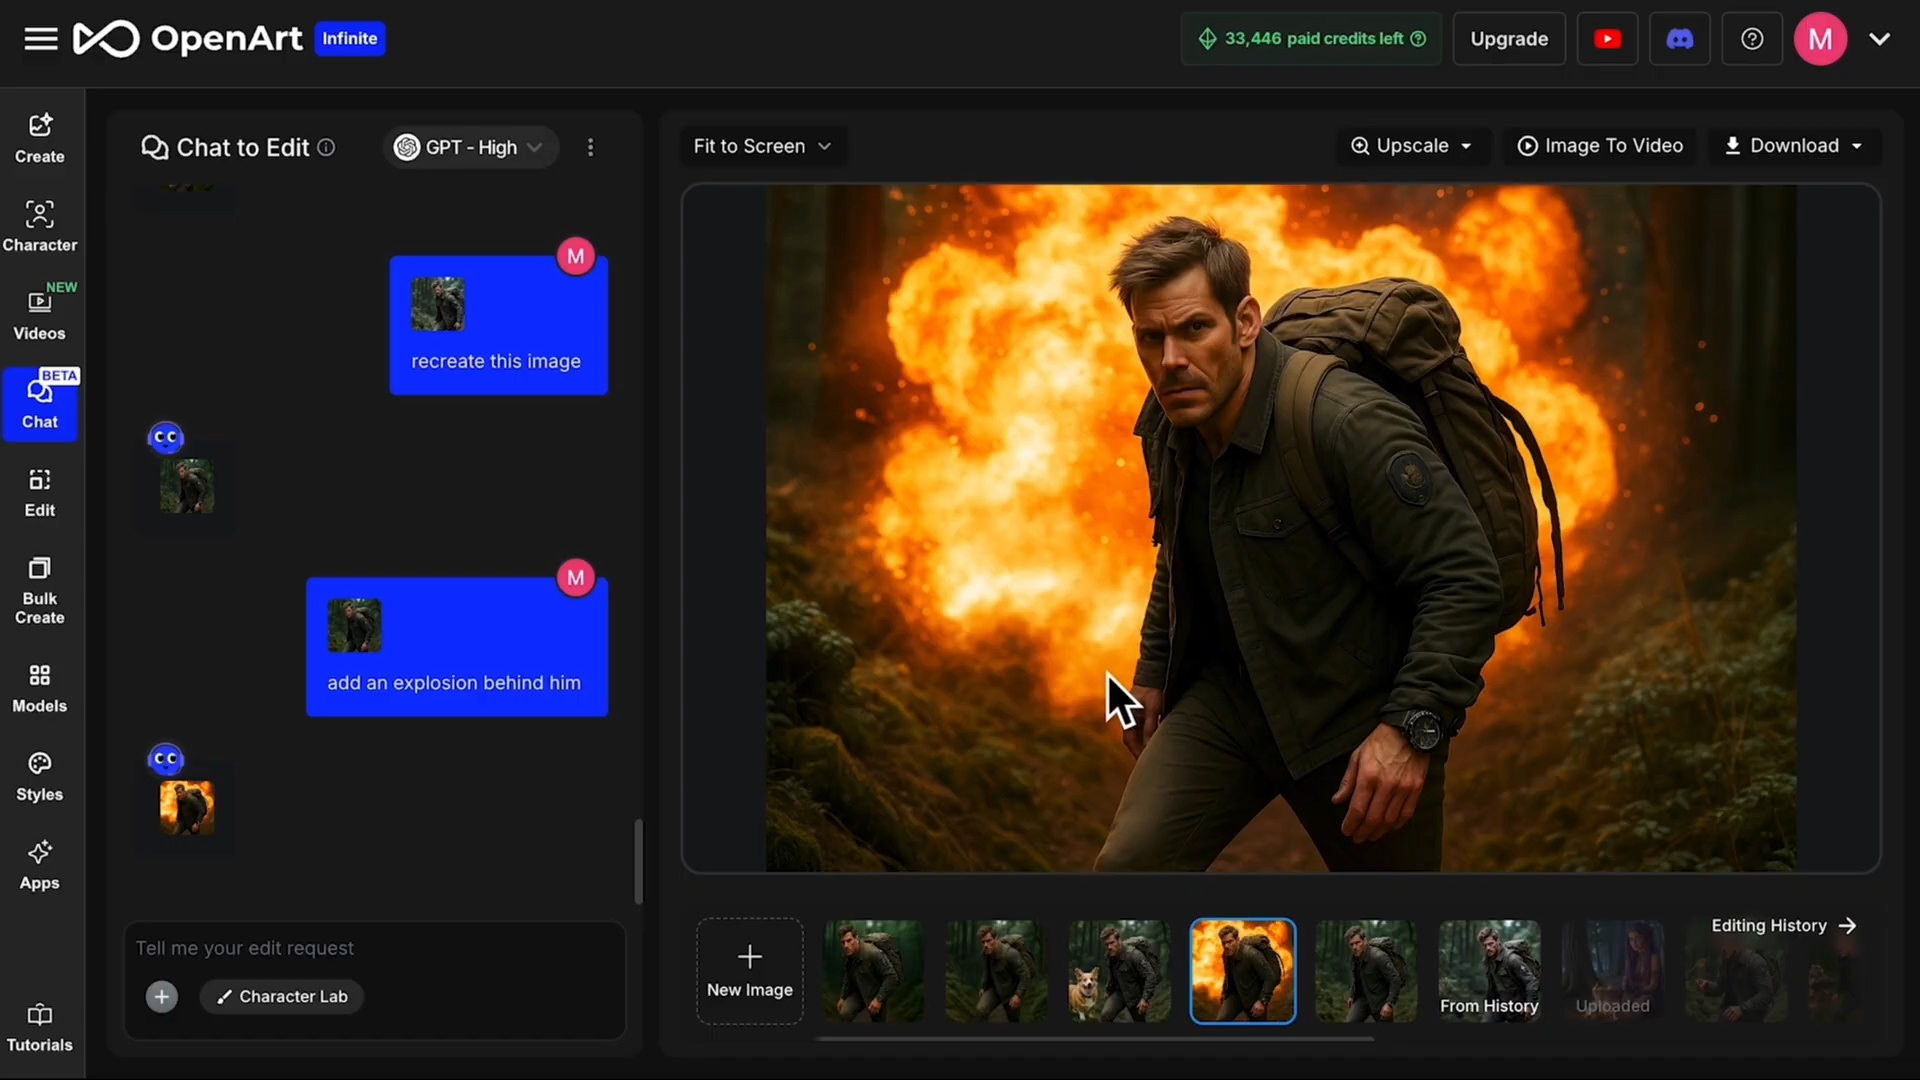 OpenArt Infinite
33,446 paid credits left
Upgrade
M
Create
Character
NEW
Videos
BETA
Chat
Edit
Bulk
Create
Models
Styles
Apps
Tutorials
Chat to Edit
GPT - High
M
recreate this image
M
add an explosion behind him
Tell me your edit request
Character Lab
Fit to Screen
Upscale
Image To Video
Download
New Image
From History
Uploaded
Editing History